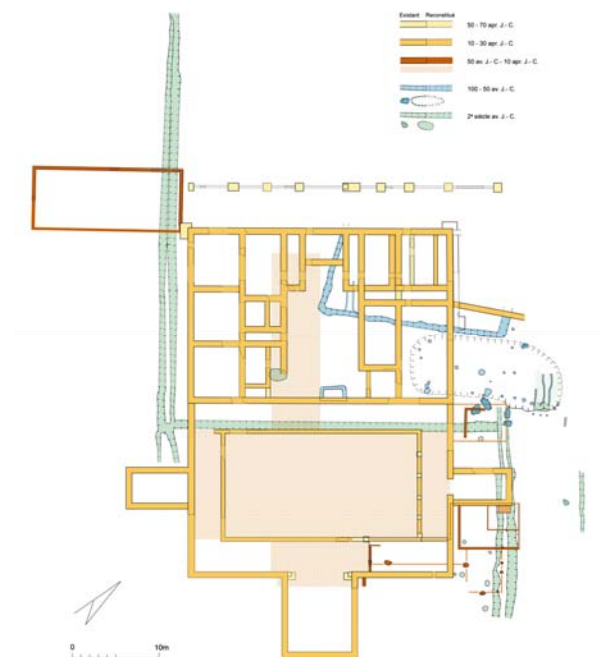 Existant Reconstitué
50 - 70 apr. J.- C.
10 - 30 apr. J.- C.
50 av. J.- C - 10 apr. J.- C.
100 - 50 av. J.- C.
2e siècle av. J.- C.
0 10m